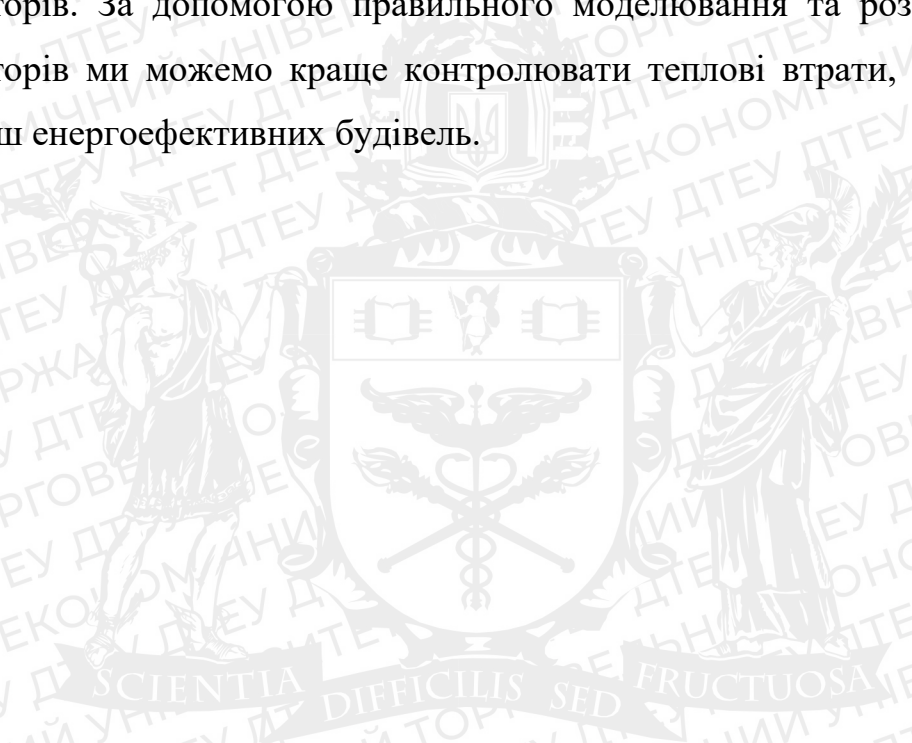 торів. За допомогою правильного моделювання та роз
торів ми можемо краще контролювати теплові втрати,
ш енергоефективних будівель.
SCIENTIA DIFFICILIS SED FRUCTUOSA